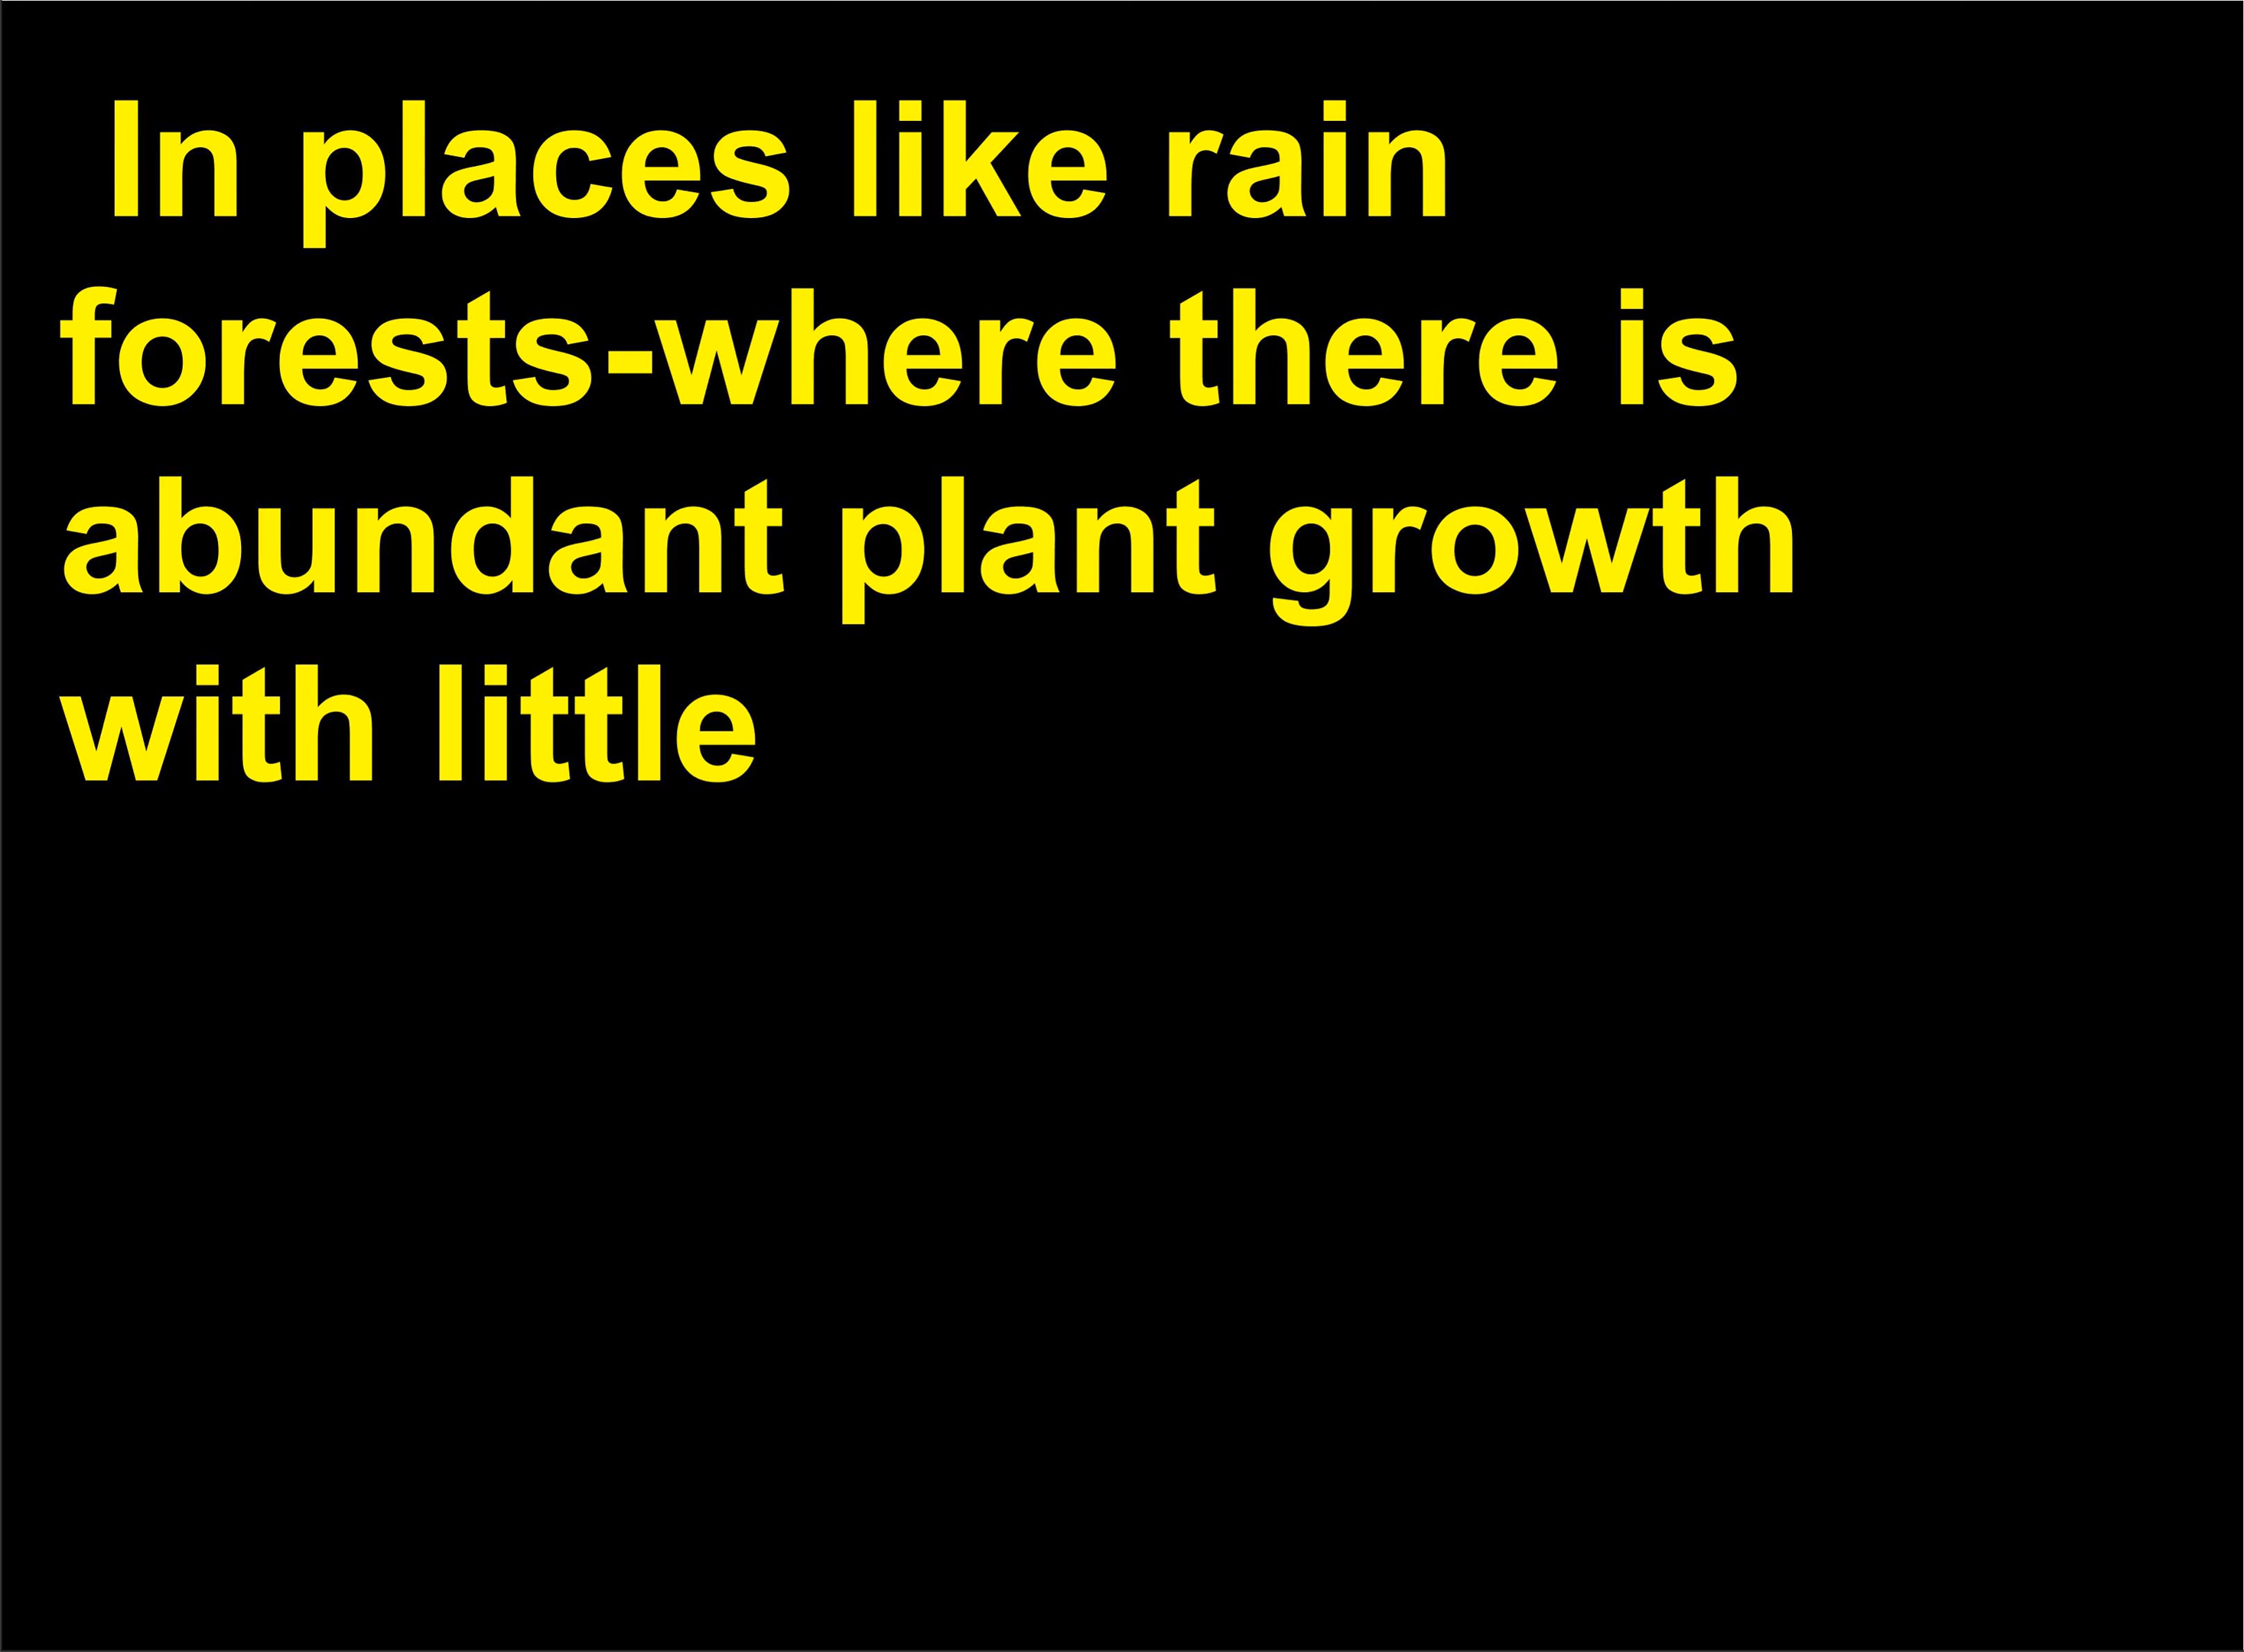 In places like rain
forests-where there is
abundant plant growth
with little